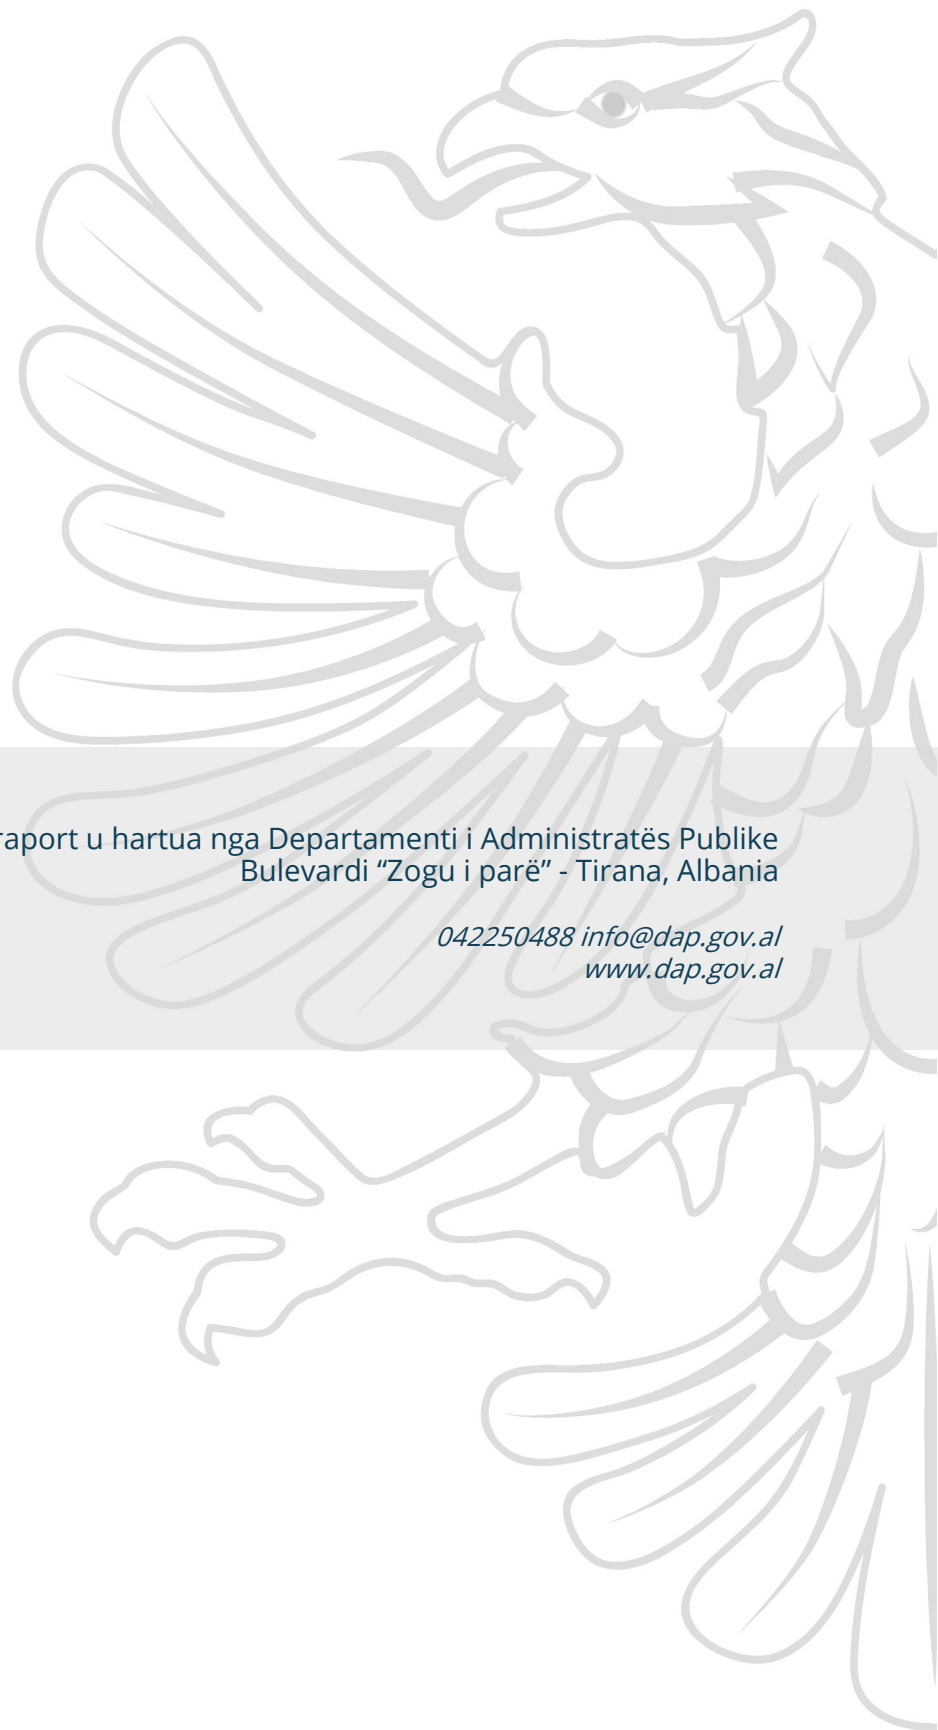 raport u hartua nga Departamenti i Administratës Publike
Bulevardi “Zogu i parë” - Tirana, Albania
042250488 info@dap.gov.al
www.dap.gov.al